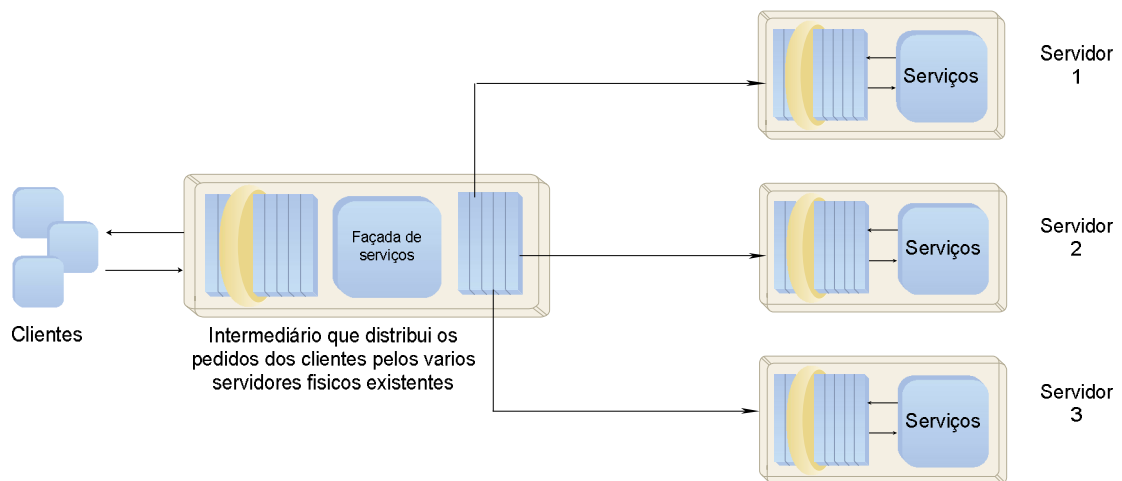 Clientes
Façada de
serviços
Intermediário que distribui os
pedidos dos clientes pelos varios
servidores fisicos existentes
Serviços
Servidor
1
Serviços
Servidor
2
Serviços
Servidor
3